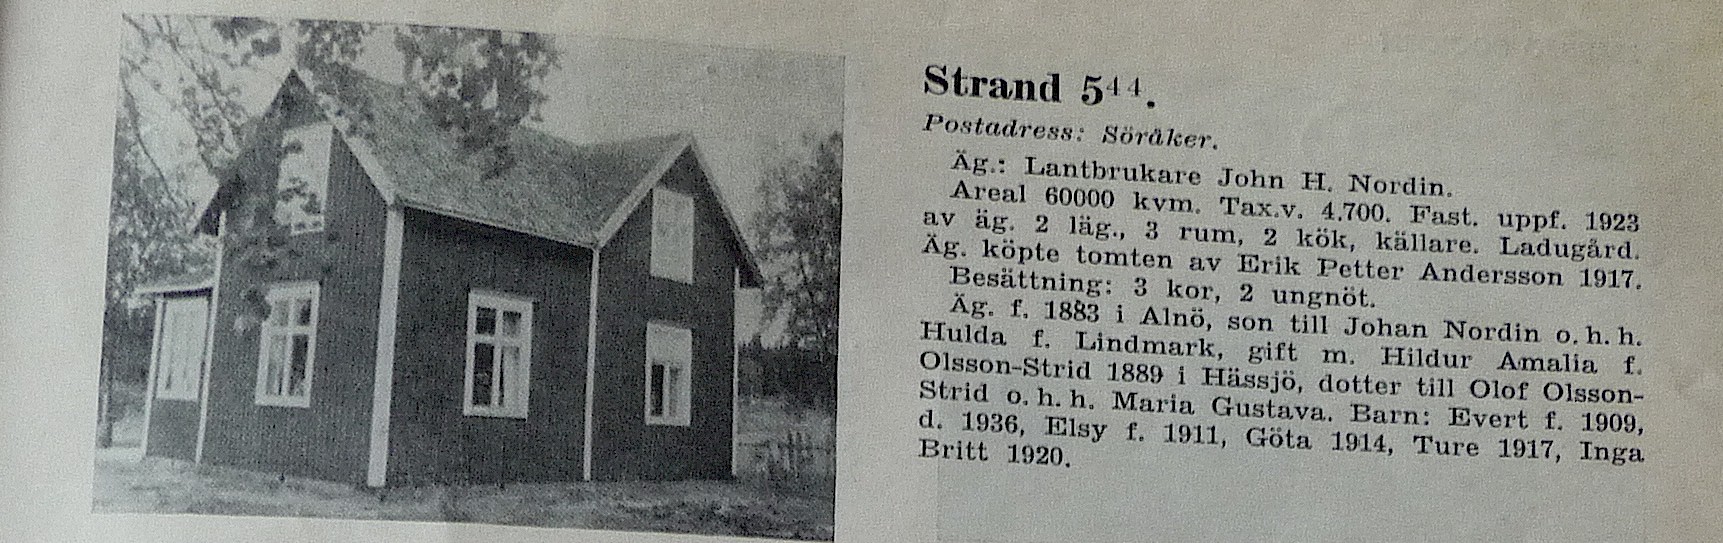 Strand 5⁴⁴.
Postadress: Söråker.
Äg.: Lantbrukare John H. Nordin.
Areal 60000 kvm. Tax.v. 4.700. Fast. uppf. 1923
av äg. 2 läg., 3 rum, 2 kök, källare. Ladugård.
Äg. köpte tomten av Erik Petter Andersson 1917.
Besättning: 3 kor, 2 ungnöt.
Äg. f. 1883 i Alnö, son till Johan Nordin o. h. h.
Hulda f. Lindmark, gift m. Hildur Amalia f.
Olsson-Strid 1889 i Hässjö, dotter till Olof Olsson-
Strid o. h. h. Maria Gustava. Barn: Evert f. 1909,
d. 1936, Elsy f. 1911, Göta 1914, Ture 1917, Inga
Britt 1920.